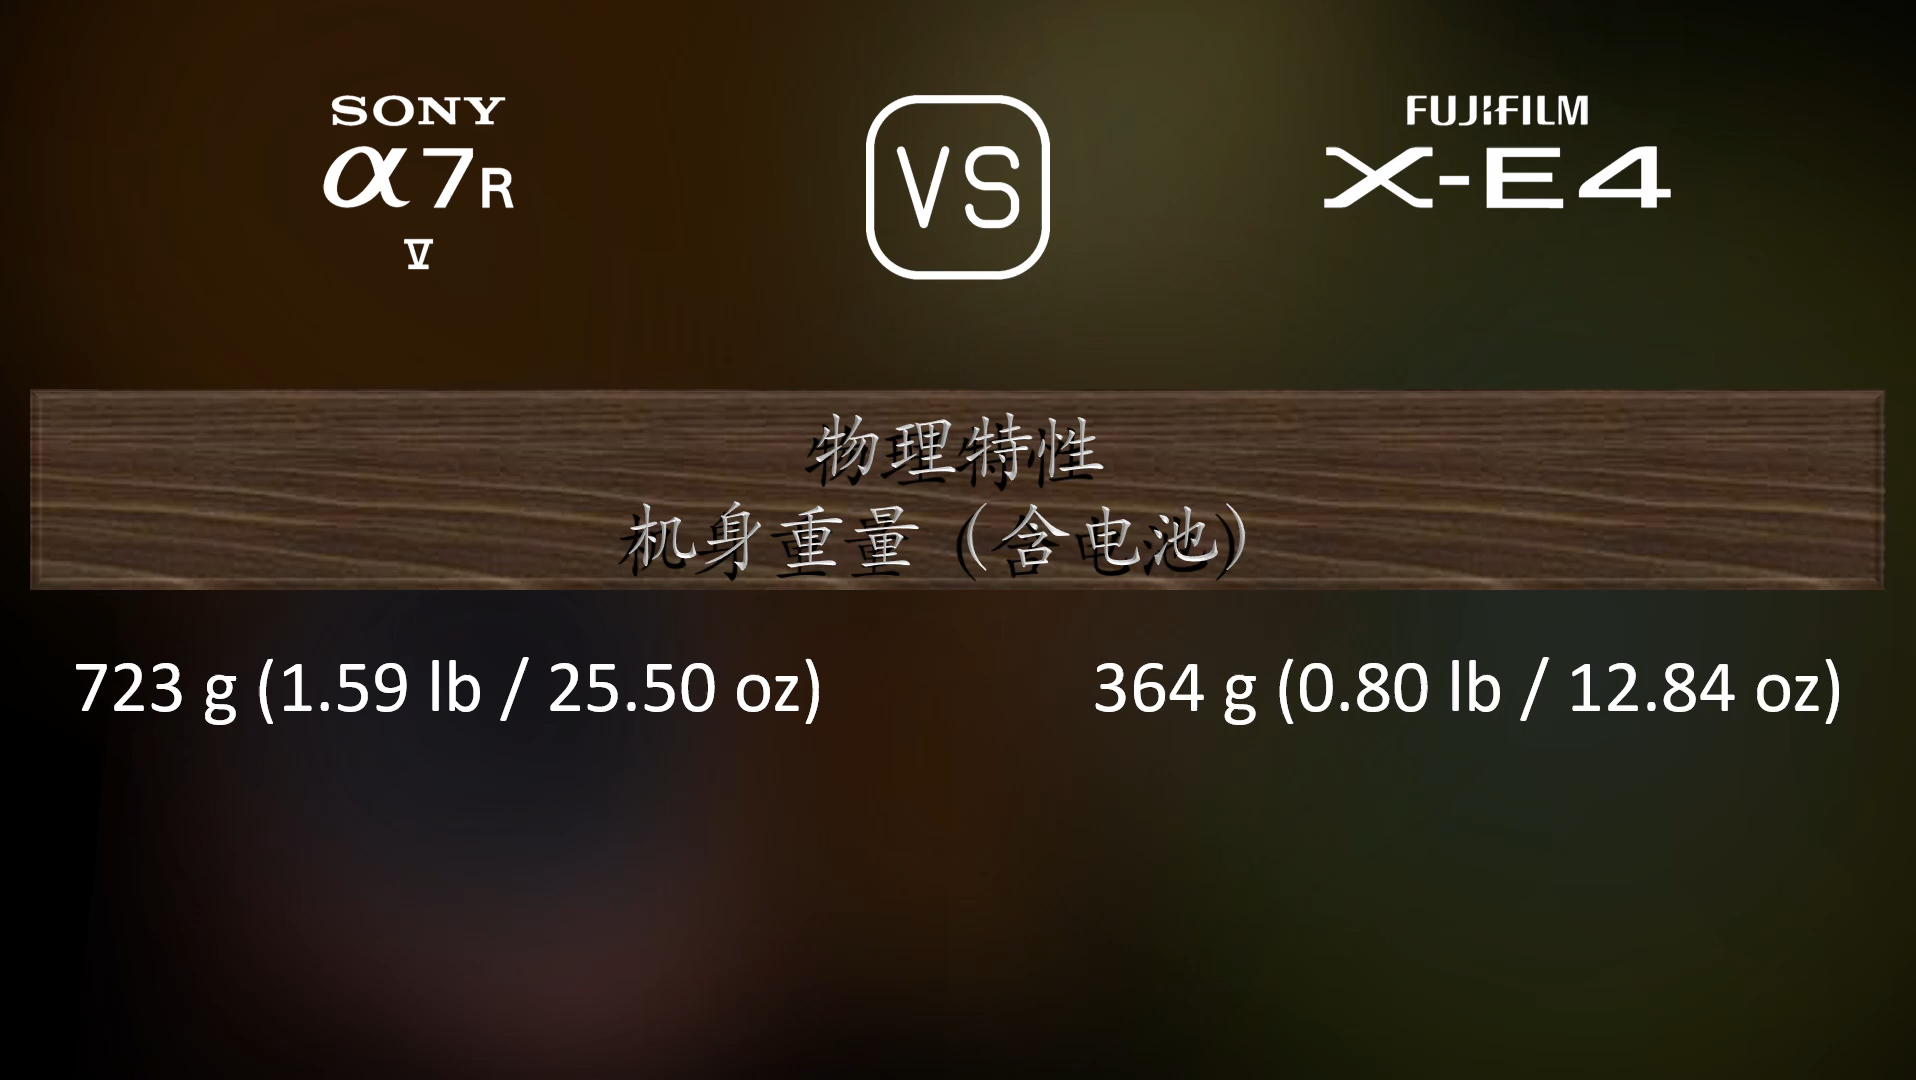 SONY
α7R
V
VS
FUJIFILM
X-E4
物理特性
机身重量（含电池）
723 g (1.59 lb / 25.50 oz)
364 g (0.80 lb / 12.84 oz)